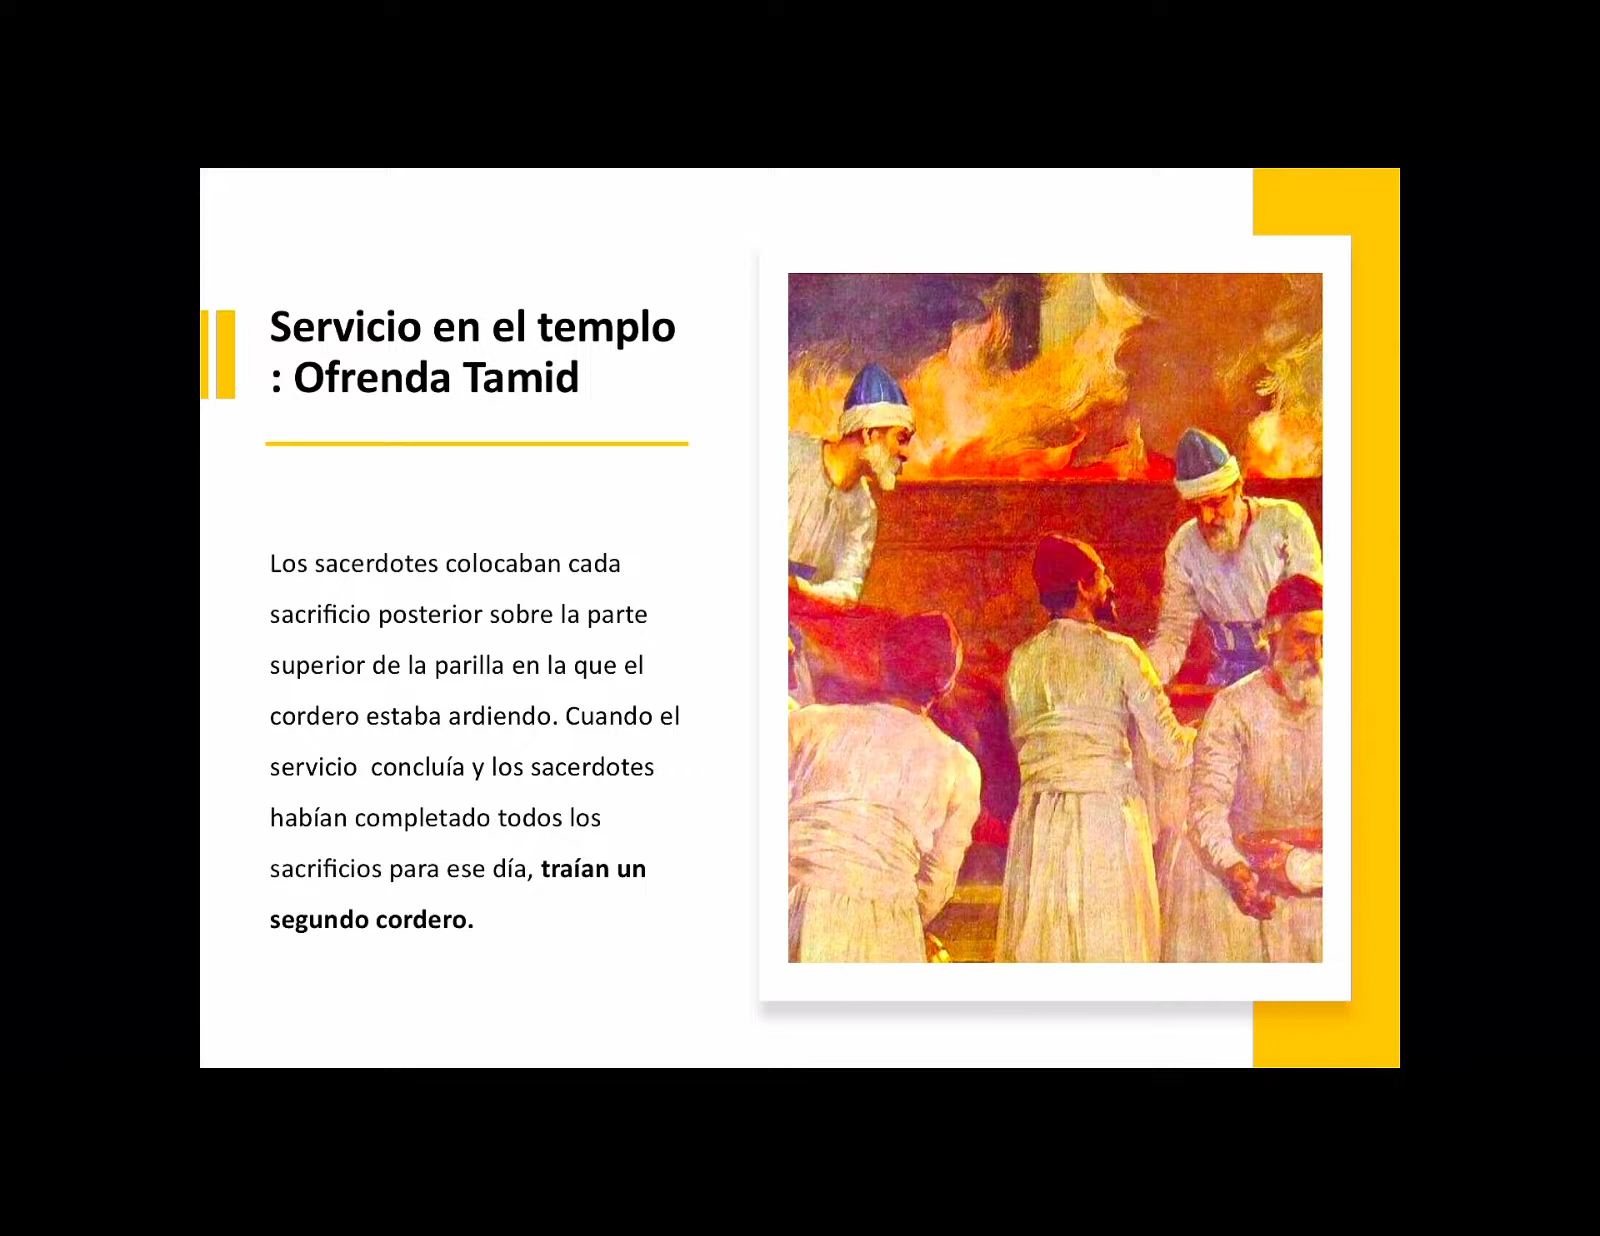 Servicio en el templo
: Ofrenda Tamid
Los sacerdotes colocaban cada
sacrificio posterior sobre la parte
superior de la parilla en la que el
cordero estaba ardiendo. Cuando el
servicio  concluía y los sacerdotes
habían completado todos los
sacrificios para ese día, traían un
segundo cordero.